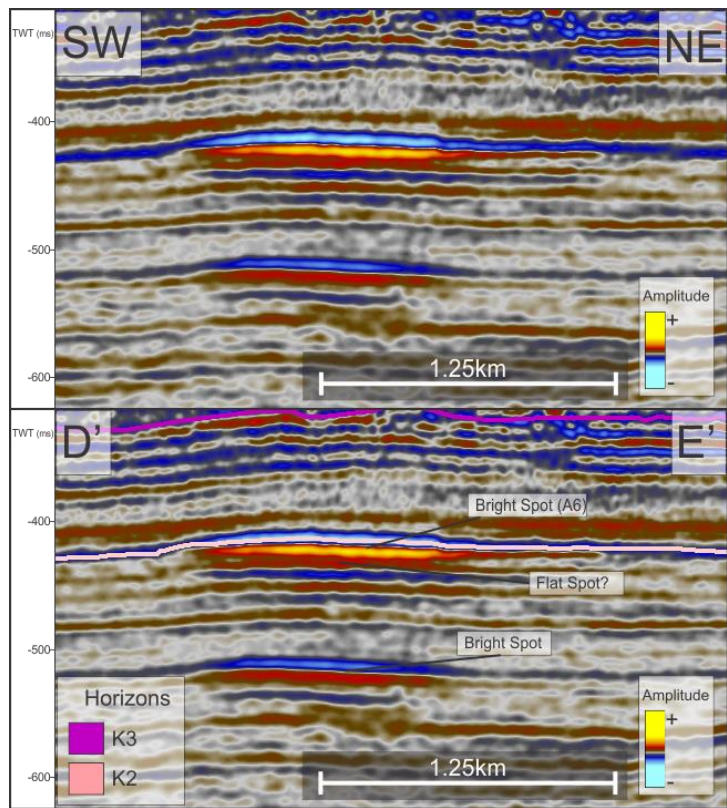 TWT (ms)
SW
NE
-400
-500
-600
Amplitude
+
-
1.25km
TWT (ms)
D’
E’
-400
Bright Spot (A6)
Flat Spot?
-500
Bright Spot
Horizons
K3
K2
-600
Amplitude
+
-
1.25km